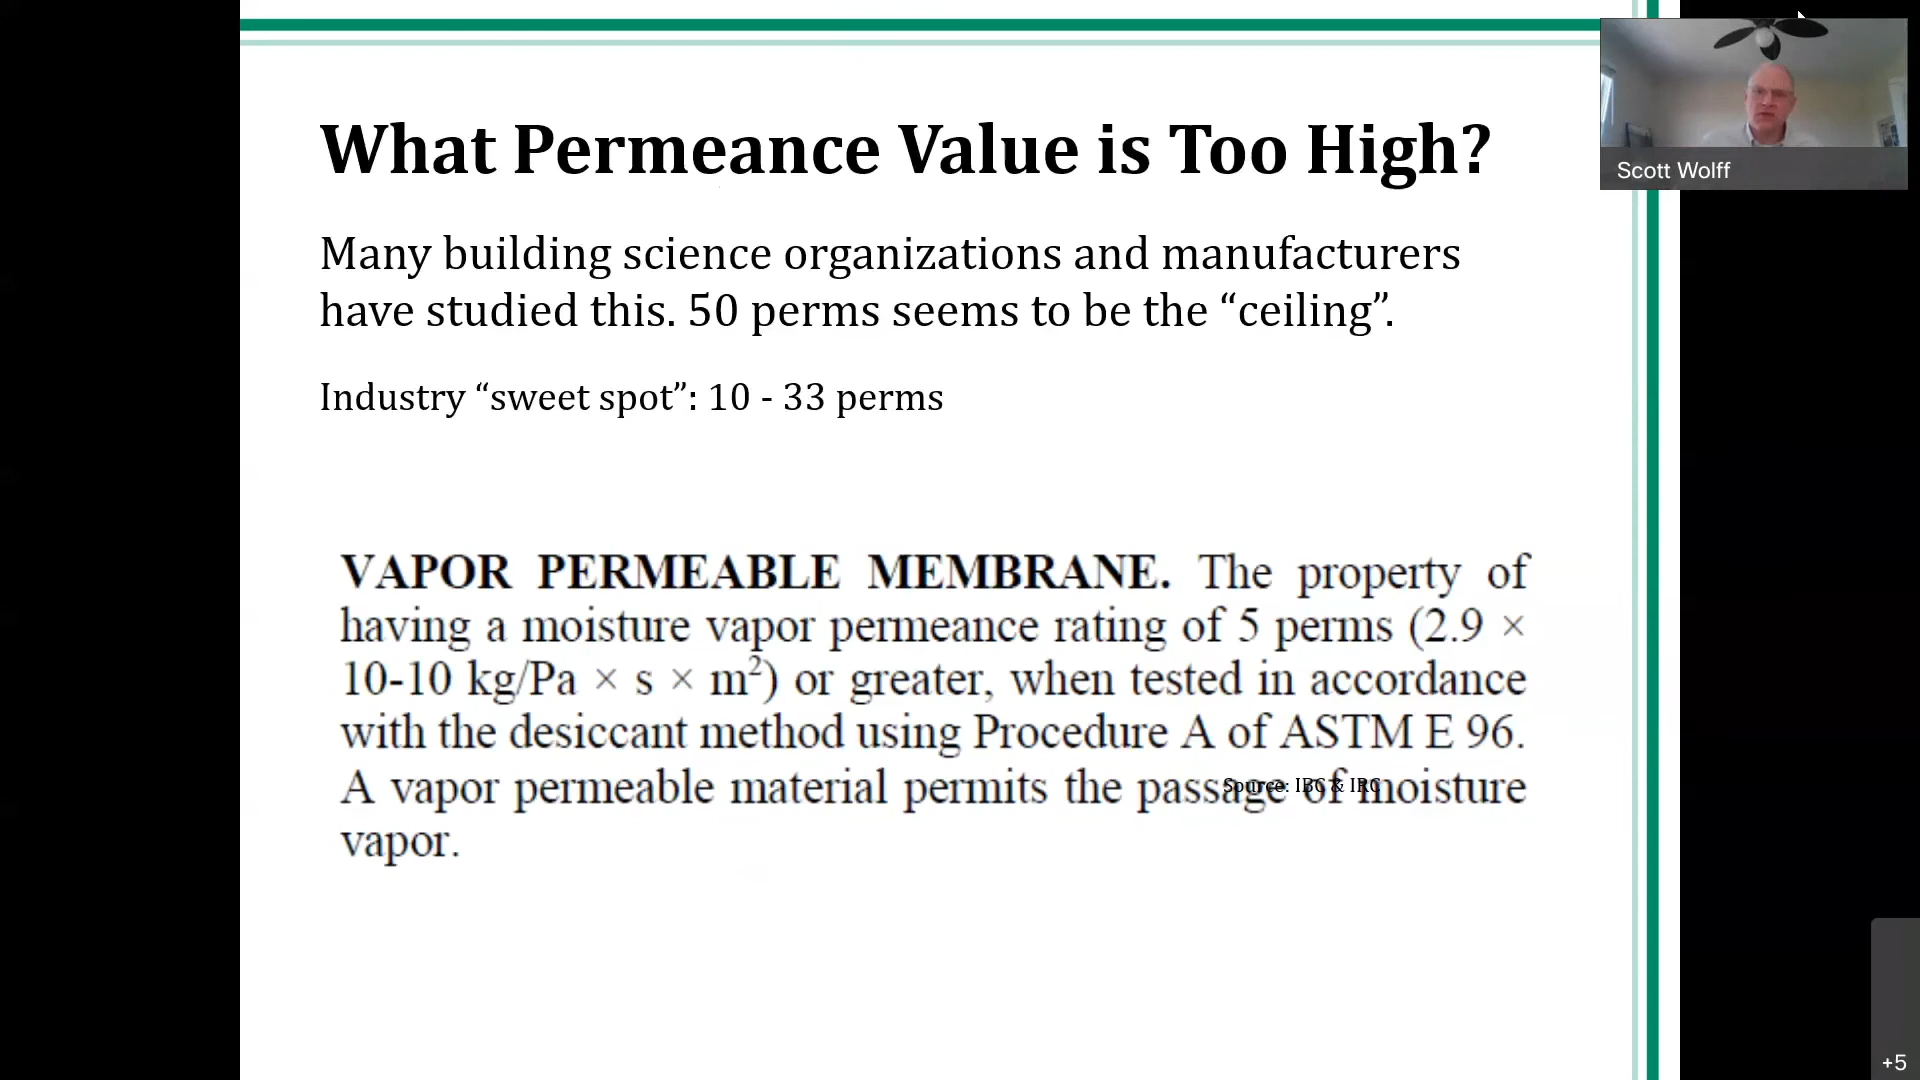 What Permeance Value is Too High?
Many building science organizations and manufacturers
have studied this. 50 perms seems to be the “ceiling”.
Industry “sweet spot”: 10 - 33 perms
VAPOR PERMEABLE MEMBRANE. The property of
having a moisture vapor permeance rating of 5 perms (2.9 ×
10-10 kg/Pa × s × m²) or greater, when tested in accordance
with the desiccant method using Procedure A of ASTM E 96.
A vapor permeable material permits the passage of moisture
vapor.
Source: IBC & IRC
Scott Wolff
+5